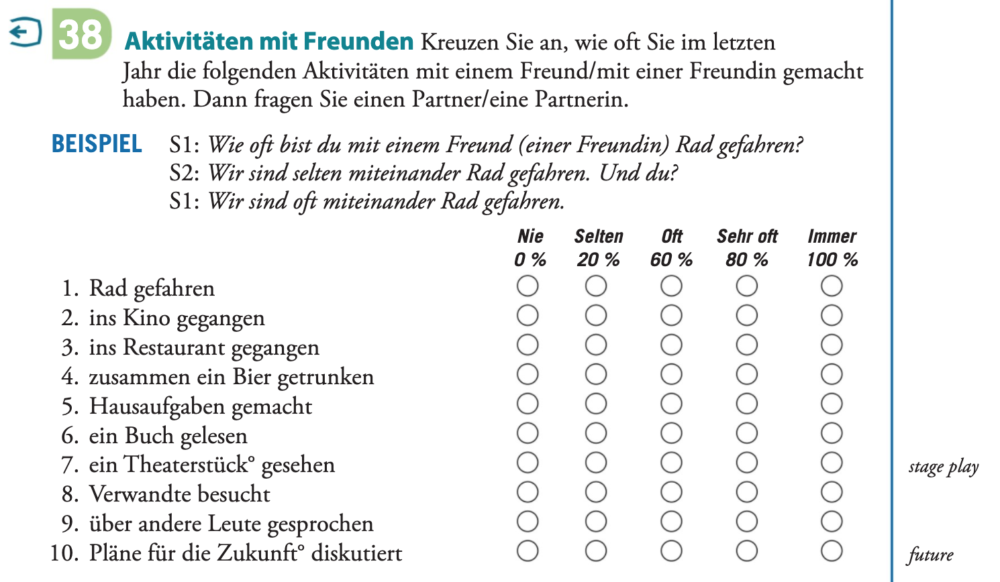 38 Aktivitäten mit Freunden Kreuzen Sie an, wie oft Sie im letzten
Jahr die folgenden Aktivitäten mit einem Freund/mit einer Freundin gemacht
haben. Dann fragen Sie einen Partner/eine Partnerin.
BEISPIEL S1: Wie oft bist du mit einem Freund (einer Freundin) Rad gefahren?
S2: Wir sind selten miteinander Rad gefahren. Und du?
S1: Wir sind oft miteinander Rad gefahren.
Nie Selten Oft Sehr oft Immer
0 % 20 % 60 % 80 % 100 %
1. Rad gefahren
2. ins Kino gegangen
3. ins Restaurant gegangen
4. zusammen ein Bier getrunken
5. Hausaufgaben gemacht
6. ein Buch gelesen
7. ein Theaterstück° gesehen stage play
8. Verwandte besucht
9. über andere Leute gesprochen
10. Pläne für die Zukunft° diskutiert future